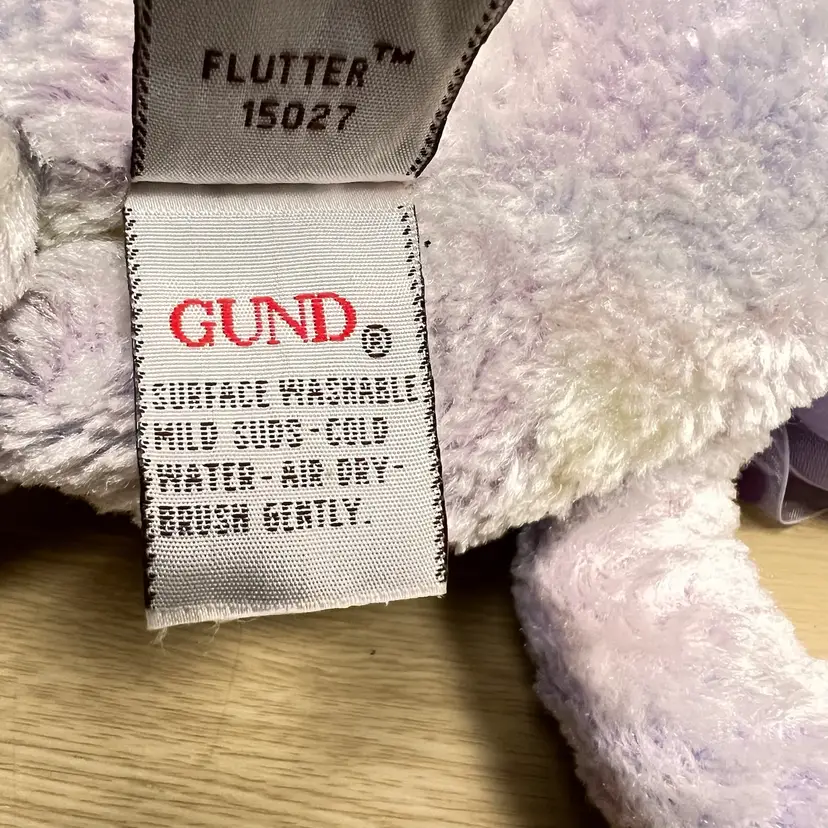 FLUTTER™
15027
GUND®
SURFACE WASHABLE
MILD SUDS-COLD
WATER-AIR DRY-
BRUSH GENTLY.